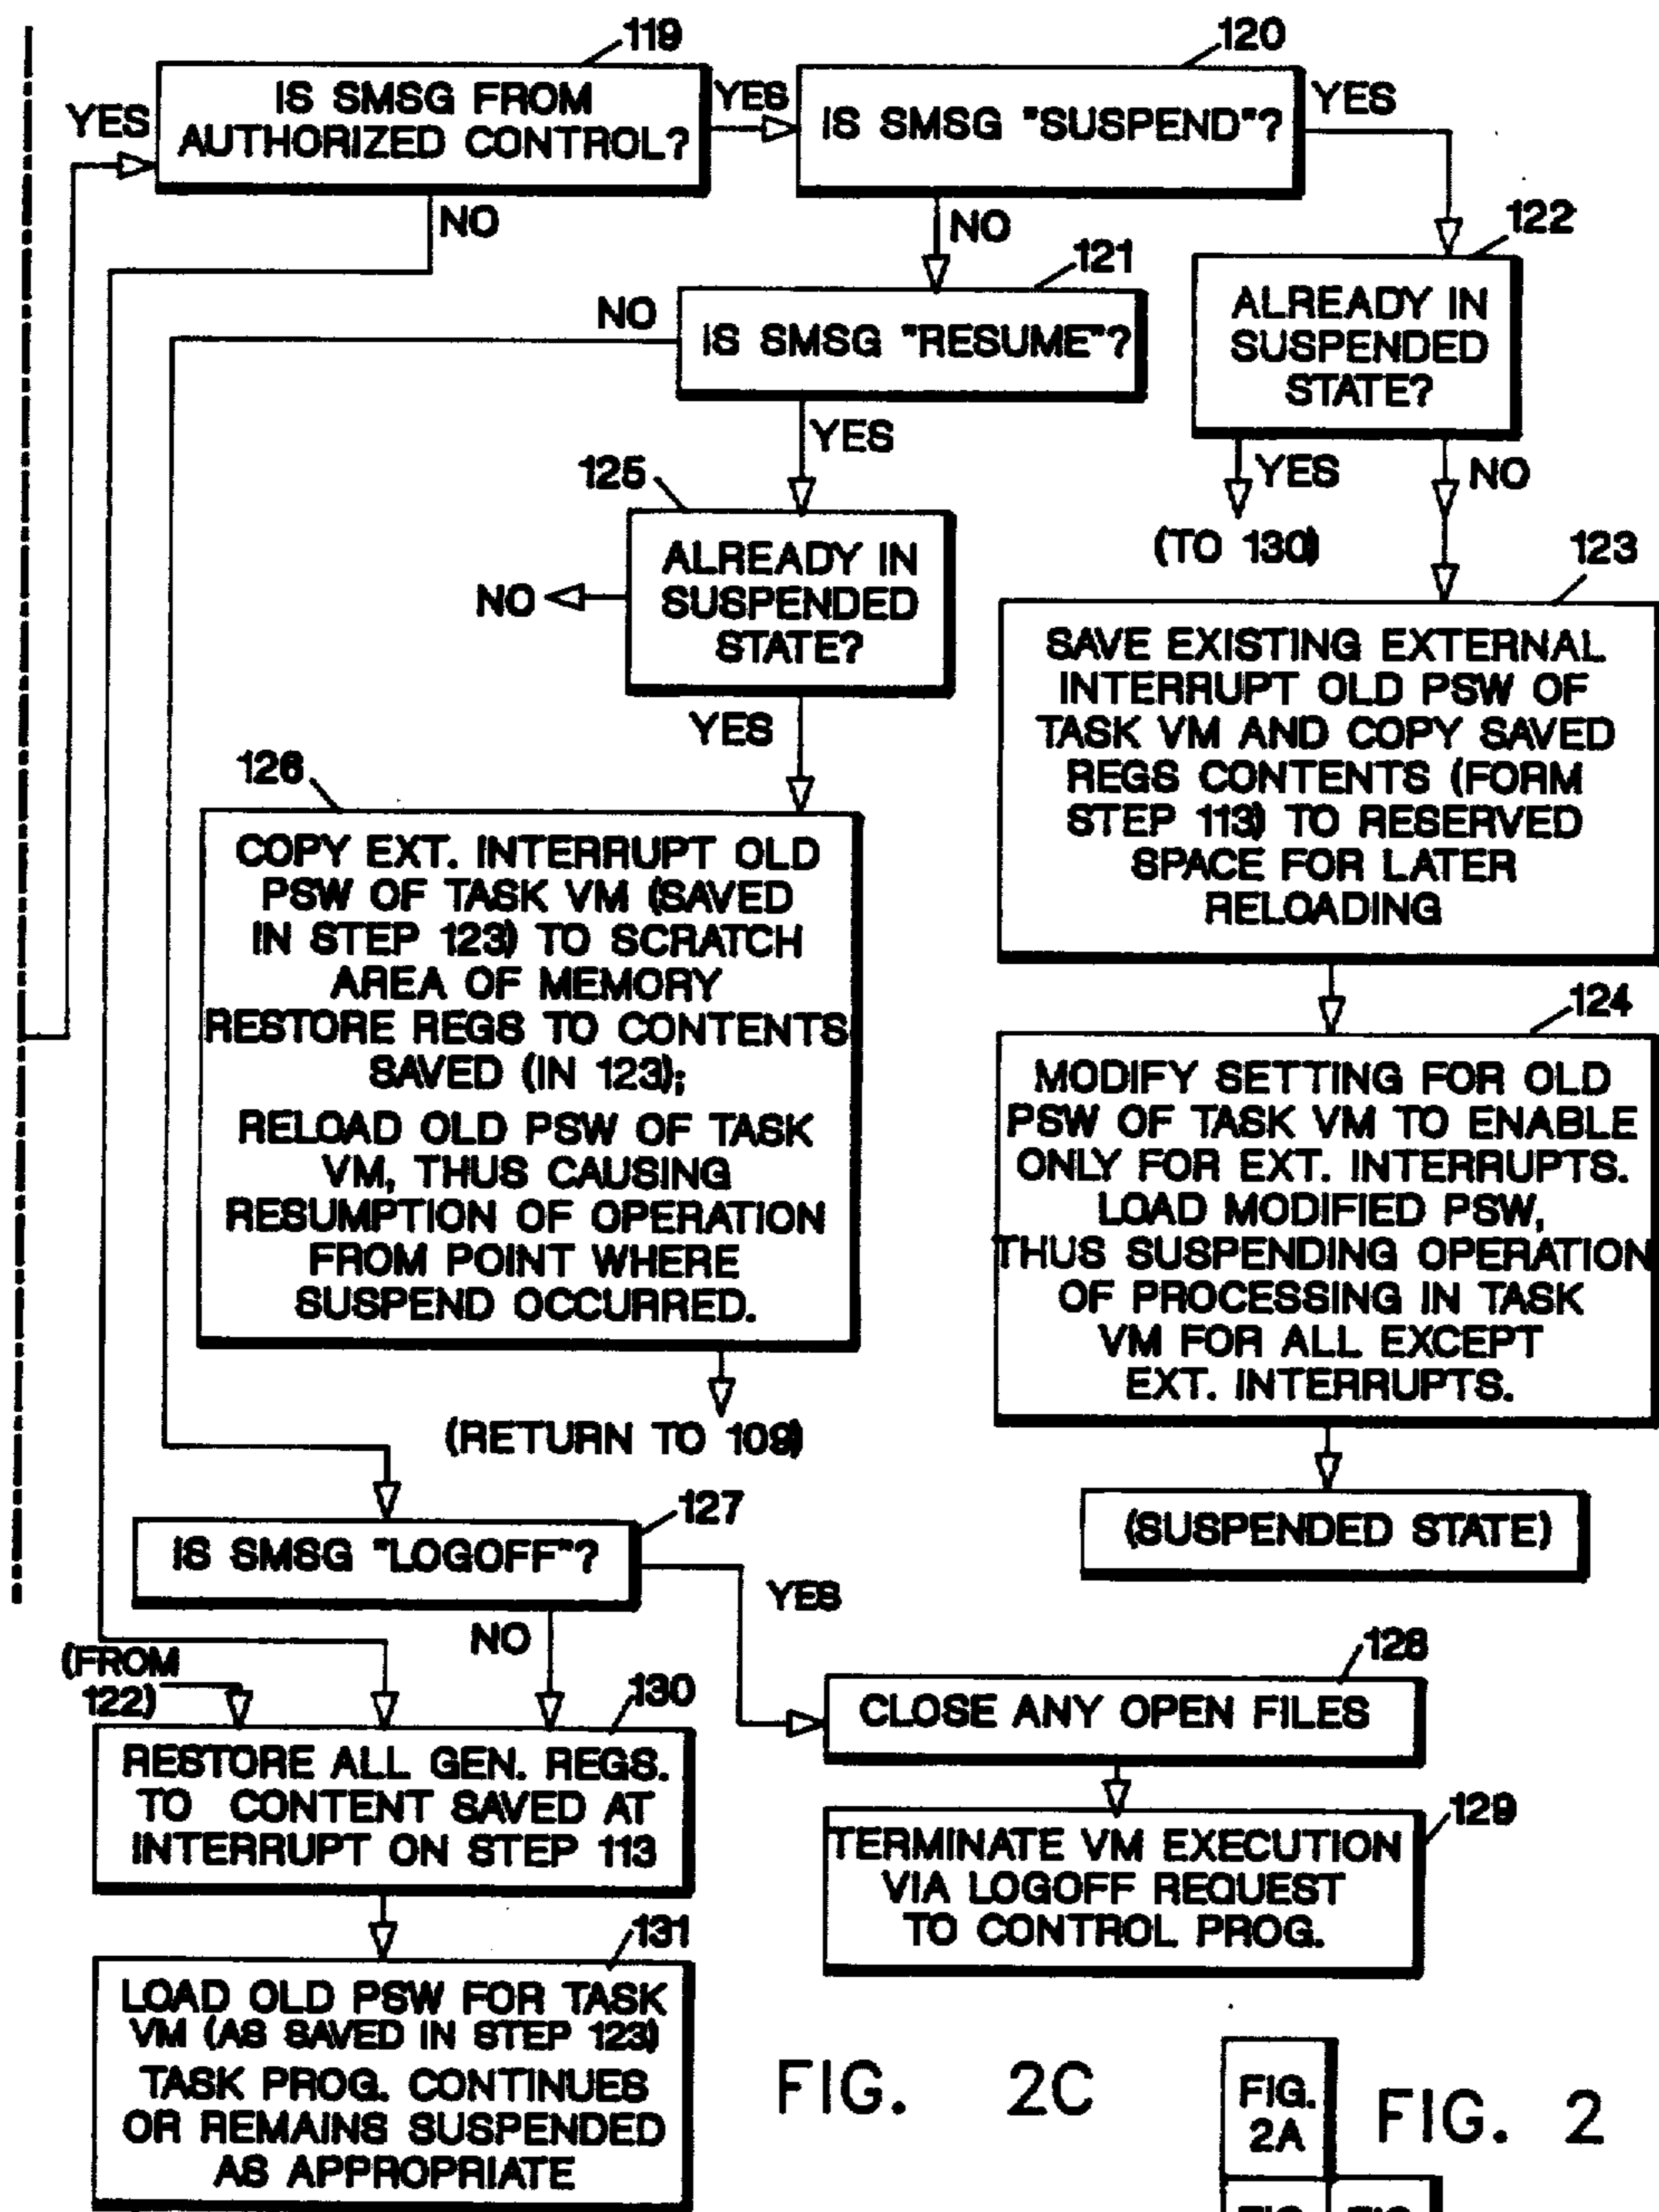 119
YES
IS SMSG FROM
AUTHORIZED CONTROL?
YES
NO
120
IS SMSG "SUSPEND"?
YES
NO
121
NO
IS SMSG "RESUME"?
YES
122
ALREADY IN
SUSPENDED
STATE?
YES
NO
(TO 130)
125
ALREADY IN
SUSPENDED
STATE?
NO
YES
123
SAVE EXISTING EXTERNAL
INTERRUPT OLD PSW OF
TASK VM AND COPY SAVED
REGS CONTENTS (FORM
STEP 113) TO RESERVED
SPACE FOR LATER
RELOADING
126
COPY EXT. INTERRUPT OLD
PSW OF TASK VM (SAVED
IN STEP 123) TO SCRATCH
AREA OF MEMORY
RESTORE REGS TO CONTENTS
SAVED (IN 123);
RELOAD OLD PSW OF TASK
VM, THUS CAUSING
RESUMPTION OF OPERATION
FROM POINT WHERE
SUSPEND OCCURRED.
(RETURN TO 109)
124
MODIFY SETTING FOR OLD
PSW OF TASK VM TO ENABLE
ONLY FOR EXT. INTERRUPTS.
LOAD MODIFIED PSW,
THUS SUSPENDING OPERATION
OF PROCESSING IN TASK
VM FOR ALL EXCEPT
EXT. INTERRUPTS.
(SUSPENDED STATE)
127
IS SMSG "LOGOFF"?
YES
NO
(FROM
122)
130
RESTORE ALL GEN. REGS.
TO CONTENT SAVED AT
INTERRUPT ON STEP 113
128
CLOSE ANY OPEN FILES
129
TERMINATE VM EXECUTION
VIA LOGOFF REQUEST
TO CONTROL PROG.
131
LOAD OLD PSW FOR TASK
VM (AS SAVED IN STEP 123)
TASK PROG. CONTINUES
OR REMAINS SUSPENDED
AS APPROPRIATE
FIG. 2C
FIG.
2A
FIG. 2
FIG.
FIG.